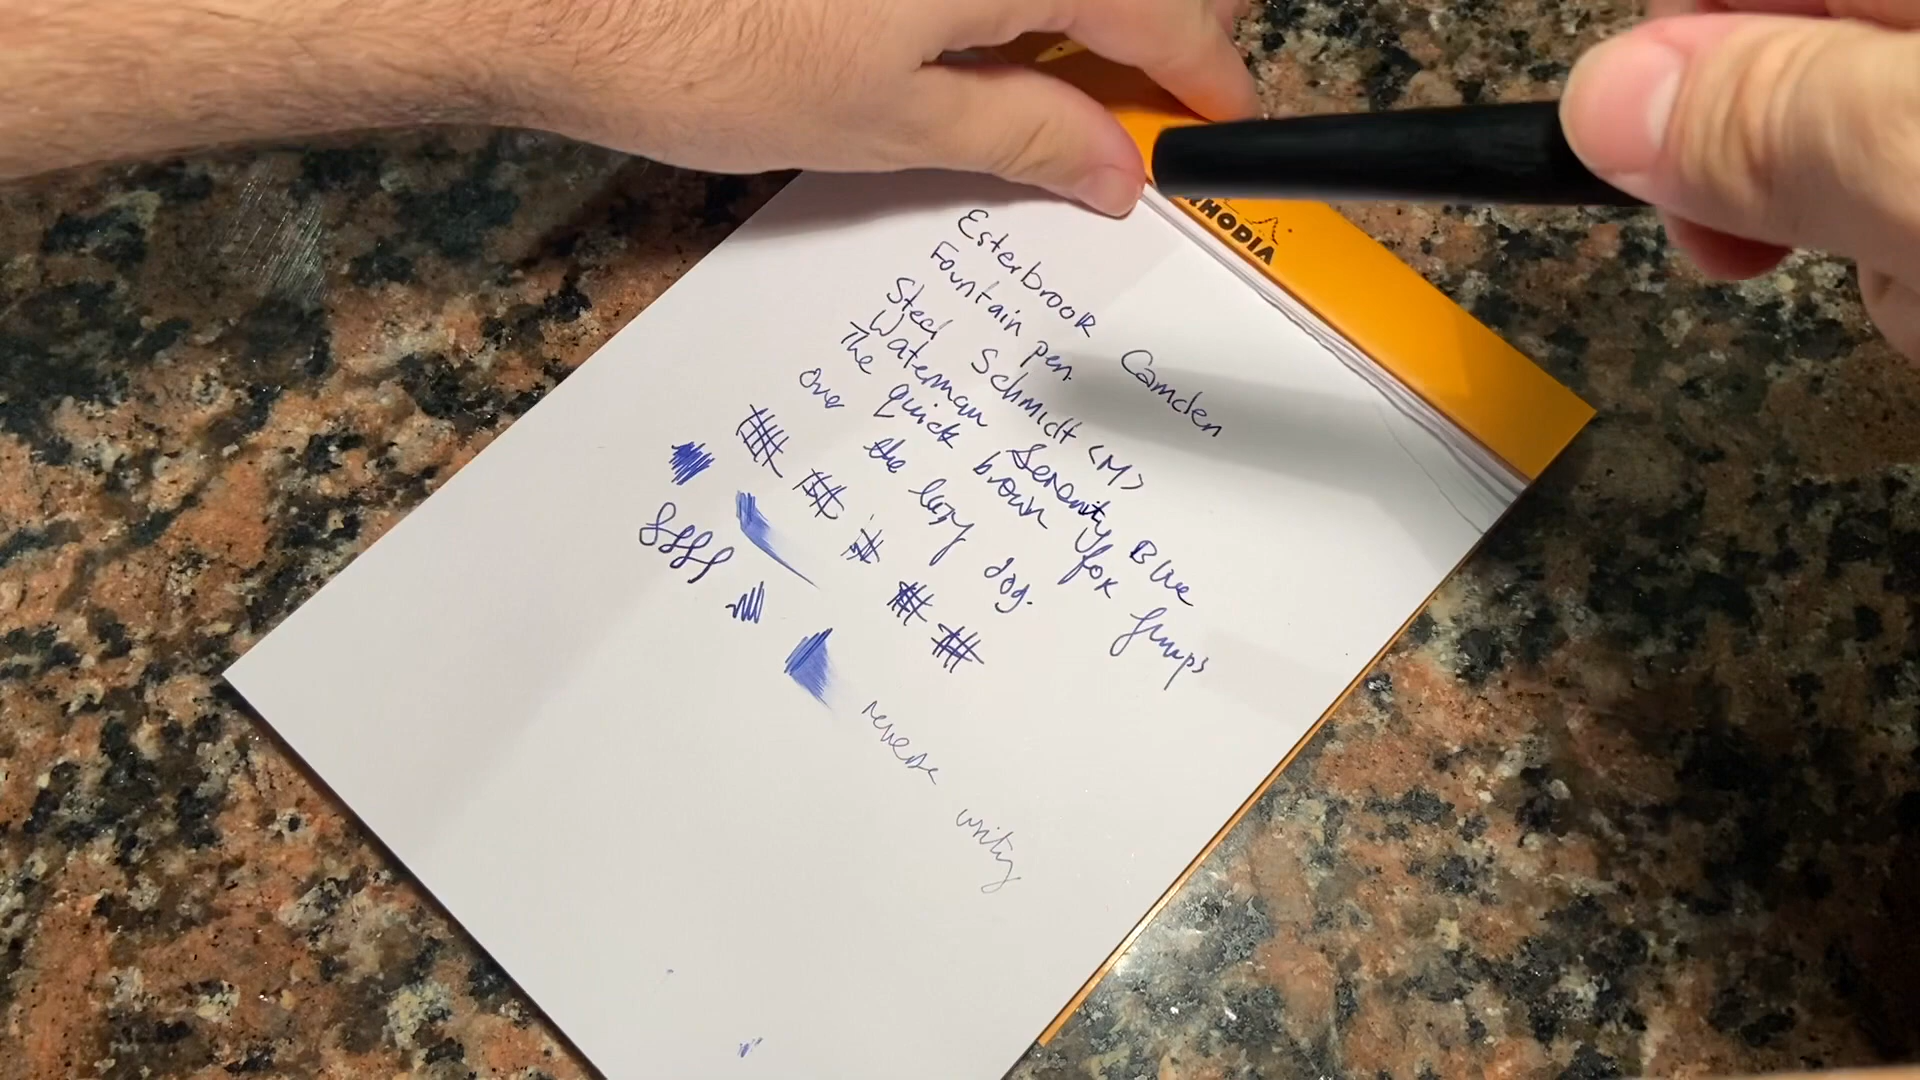 RHODIA
Esterbrook Camden
Fountain pen.
Steel Schmidt (M)
Waterman Serenity Blue
The quick brown fox jumps
over the lazy dog.
reverse writing